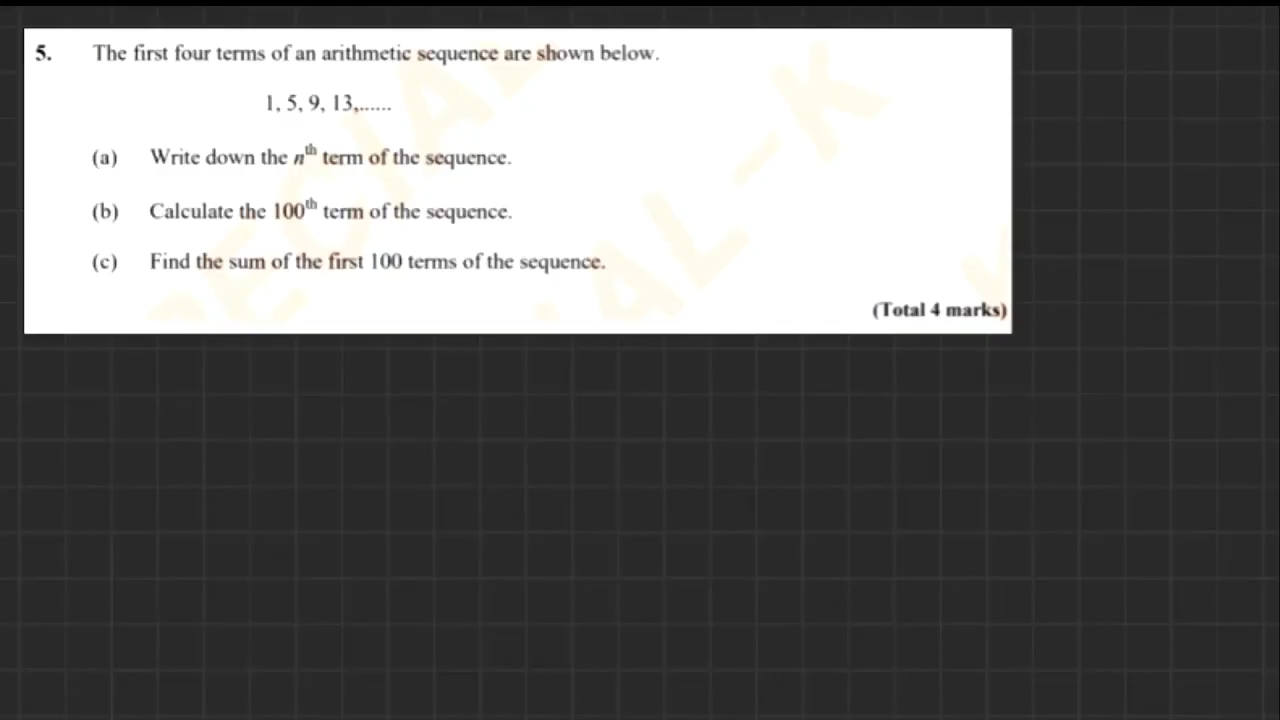 5. The first four terms of an arithmetic sequence are shown below.
1, 5, 9, 13,......
(a) Write down the nth term of the sequence.
(b) Calculate the 100th term of the sequence.
(c) Find the sum of the first 100 terms of the sequence.
(Total 4 marks)